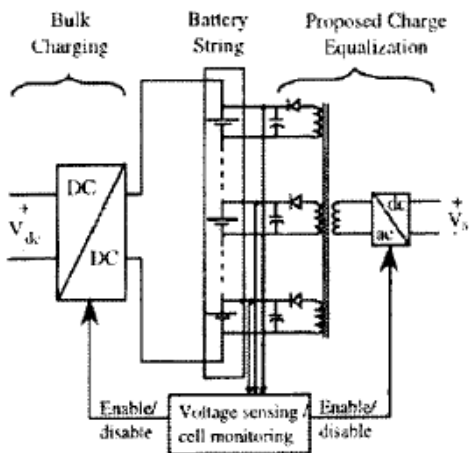 Bulk
Charging
Battery
String
Proposed Charge
Equalization
DC
DC
+
V dc
-
dc
ac
+
V s
-
Enable/
disable
Voltage sensing /
cell monitoring
Enable/
disable